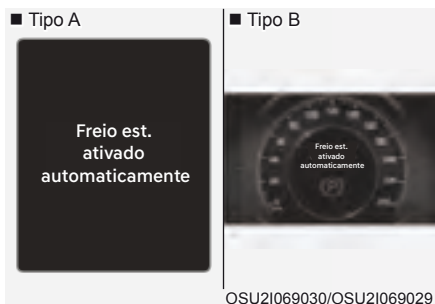 ■ Tipo A
■ Tipo B
Freio est.
ativado
automaticamente
Freio est.
ativado
automaticamente
P
OSU2I069030/OSU2I069029